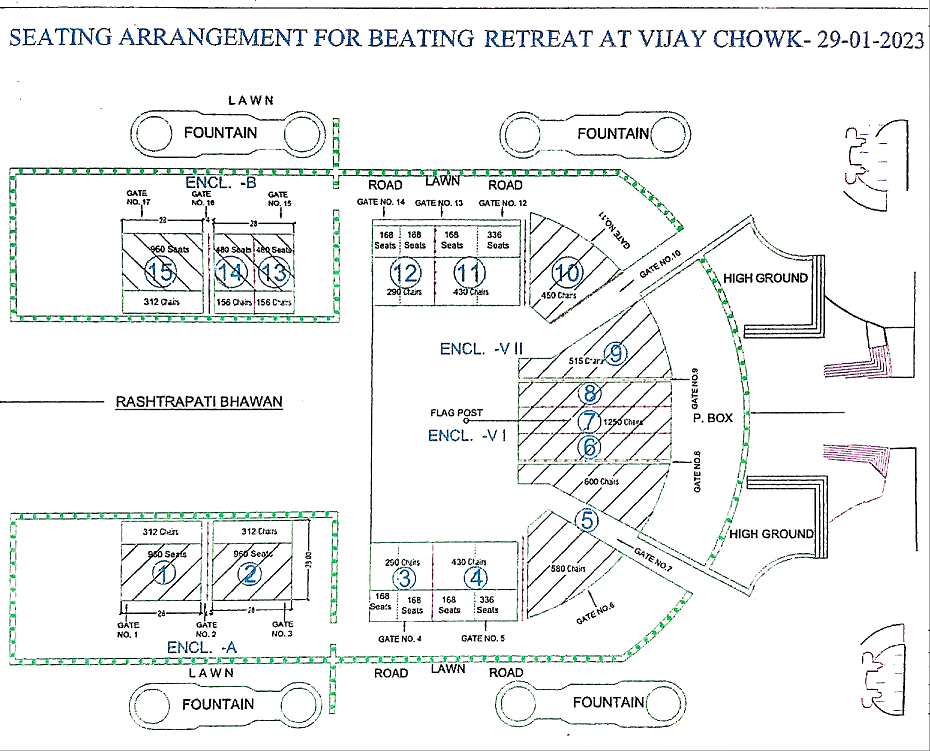 SEATING ARRANGEMENT FOR BEATING RETREAT AT VIJAY CHOWK- 29-01-2023
LAWN
FOUNTAIN
FOUNTAIN
ENCL. -B
ROAD
LAWN
ROAD
GATE NO.17
GATE NO.16
GATE NO.15
GATE NO. 14
GATE NO. 13
GATE NO. 12
GATE NO.11
GATE NO.10
28
4
28
960 Seats
480 Seats
480 Seats
15
14
13
312 Chairs
156 Chairs
156 Chairs
168 Seats
168 Seats
168 Seats
336 Seats
12
11
10
290 Chairs
430 Chairs
450 Chairs
HIGH GROUND
ENCL. -V II
515 Chairs
9
GATE NO.9
RASHTRAPATI BHAWAN
FLAG POST
ENCL. -V I
8
7
1250 Chairs
6
P. BOX
GATE NO.8
600 Chairs
5
HIGH GROUND
GATE NO.7
312 Chairs
312 Chairs
960 Seats
960 Seats
1
2
290 Chairs
430 Chairs
3
4
580 Chairs
168 Seats
168 Seats
168 Seats
336 Seats
28
4
28
GATE NO. 1
GATE NO. 2
GATE NO. 3
GATE NO. 4
GATE NO. 5
GATE NO.6
ENCL. -A
LAWN
ROAD
LAWN
ROAD
FOUNTAIN
FOUNTAIN